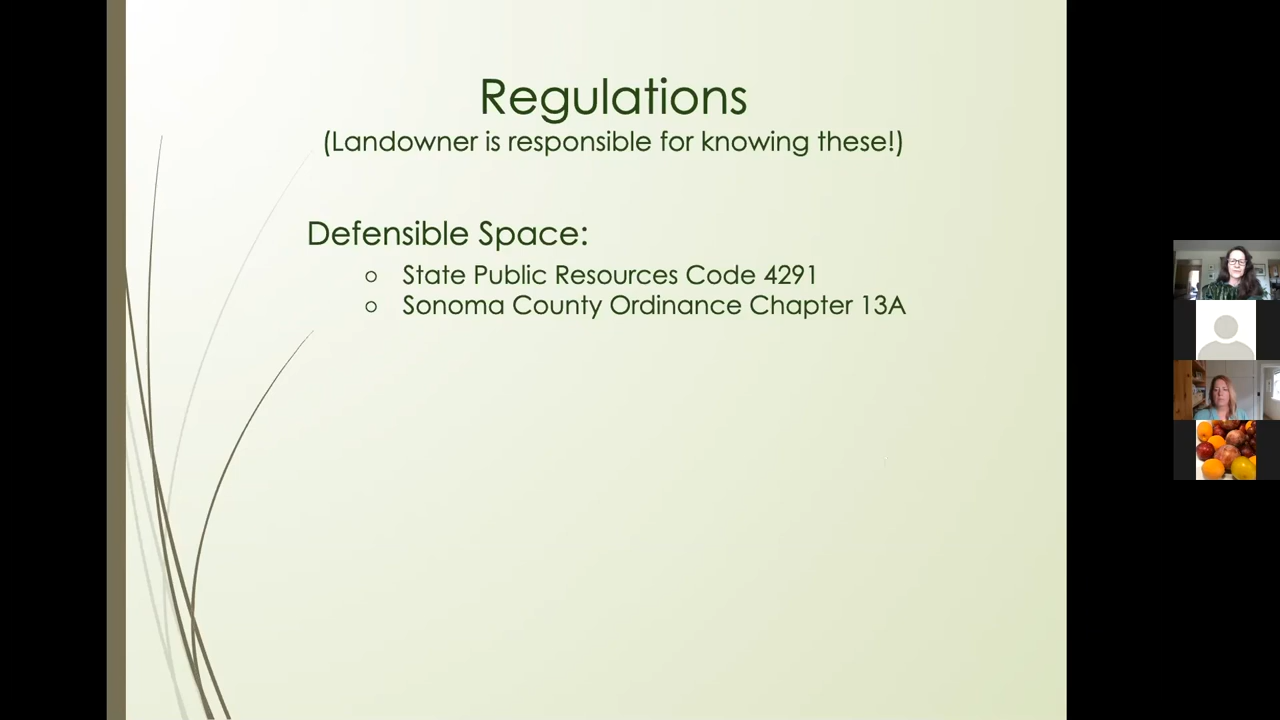 Regulations
(Landowner is responsible for knowing these!)
Defensible Space:
○ State Public Resources Code 4291
○ Sonoma County Ordinance Chapter 13A